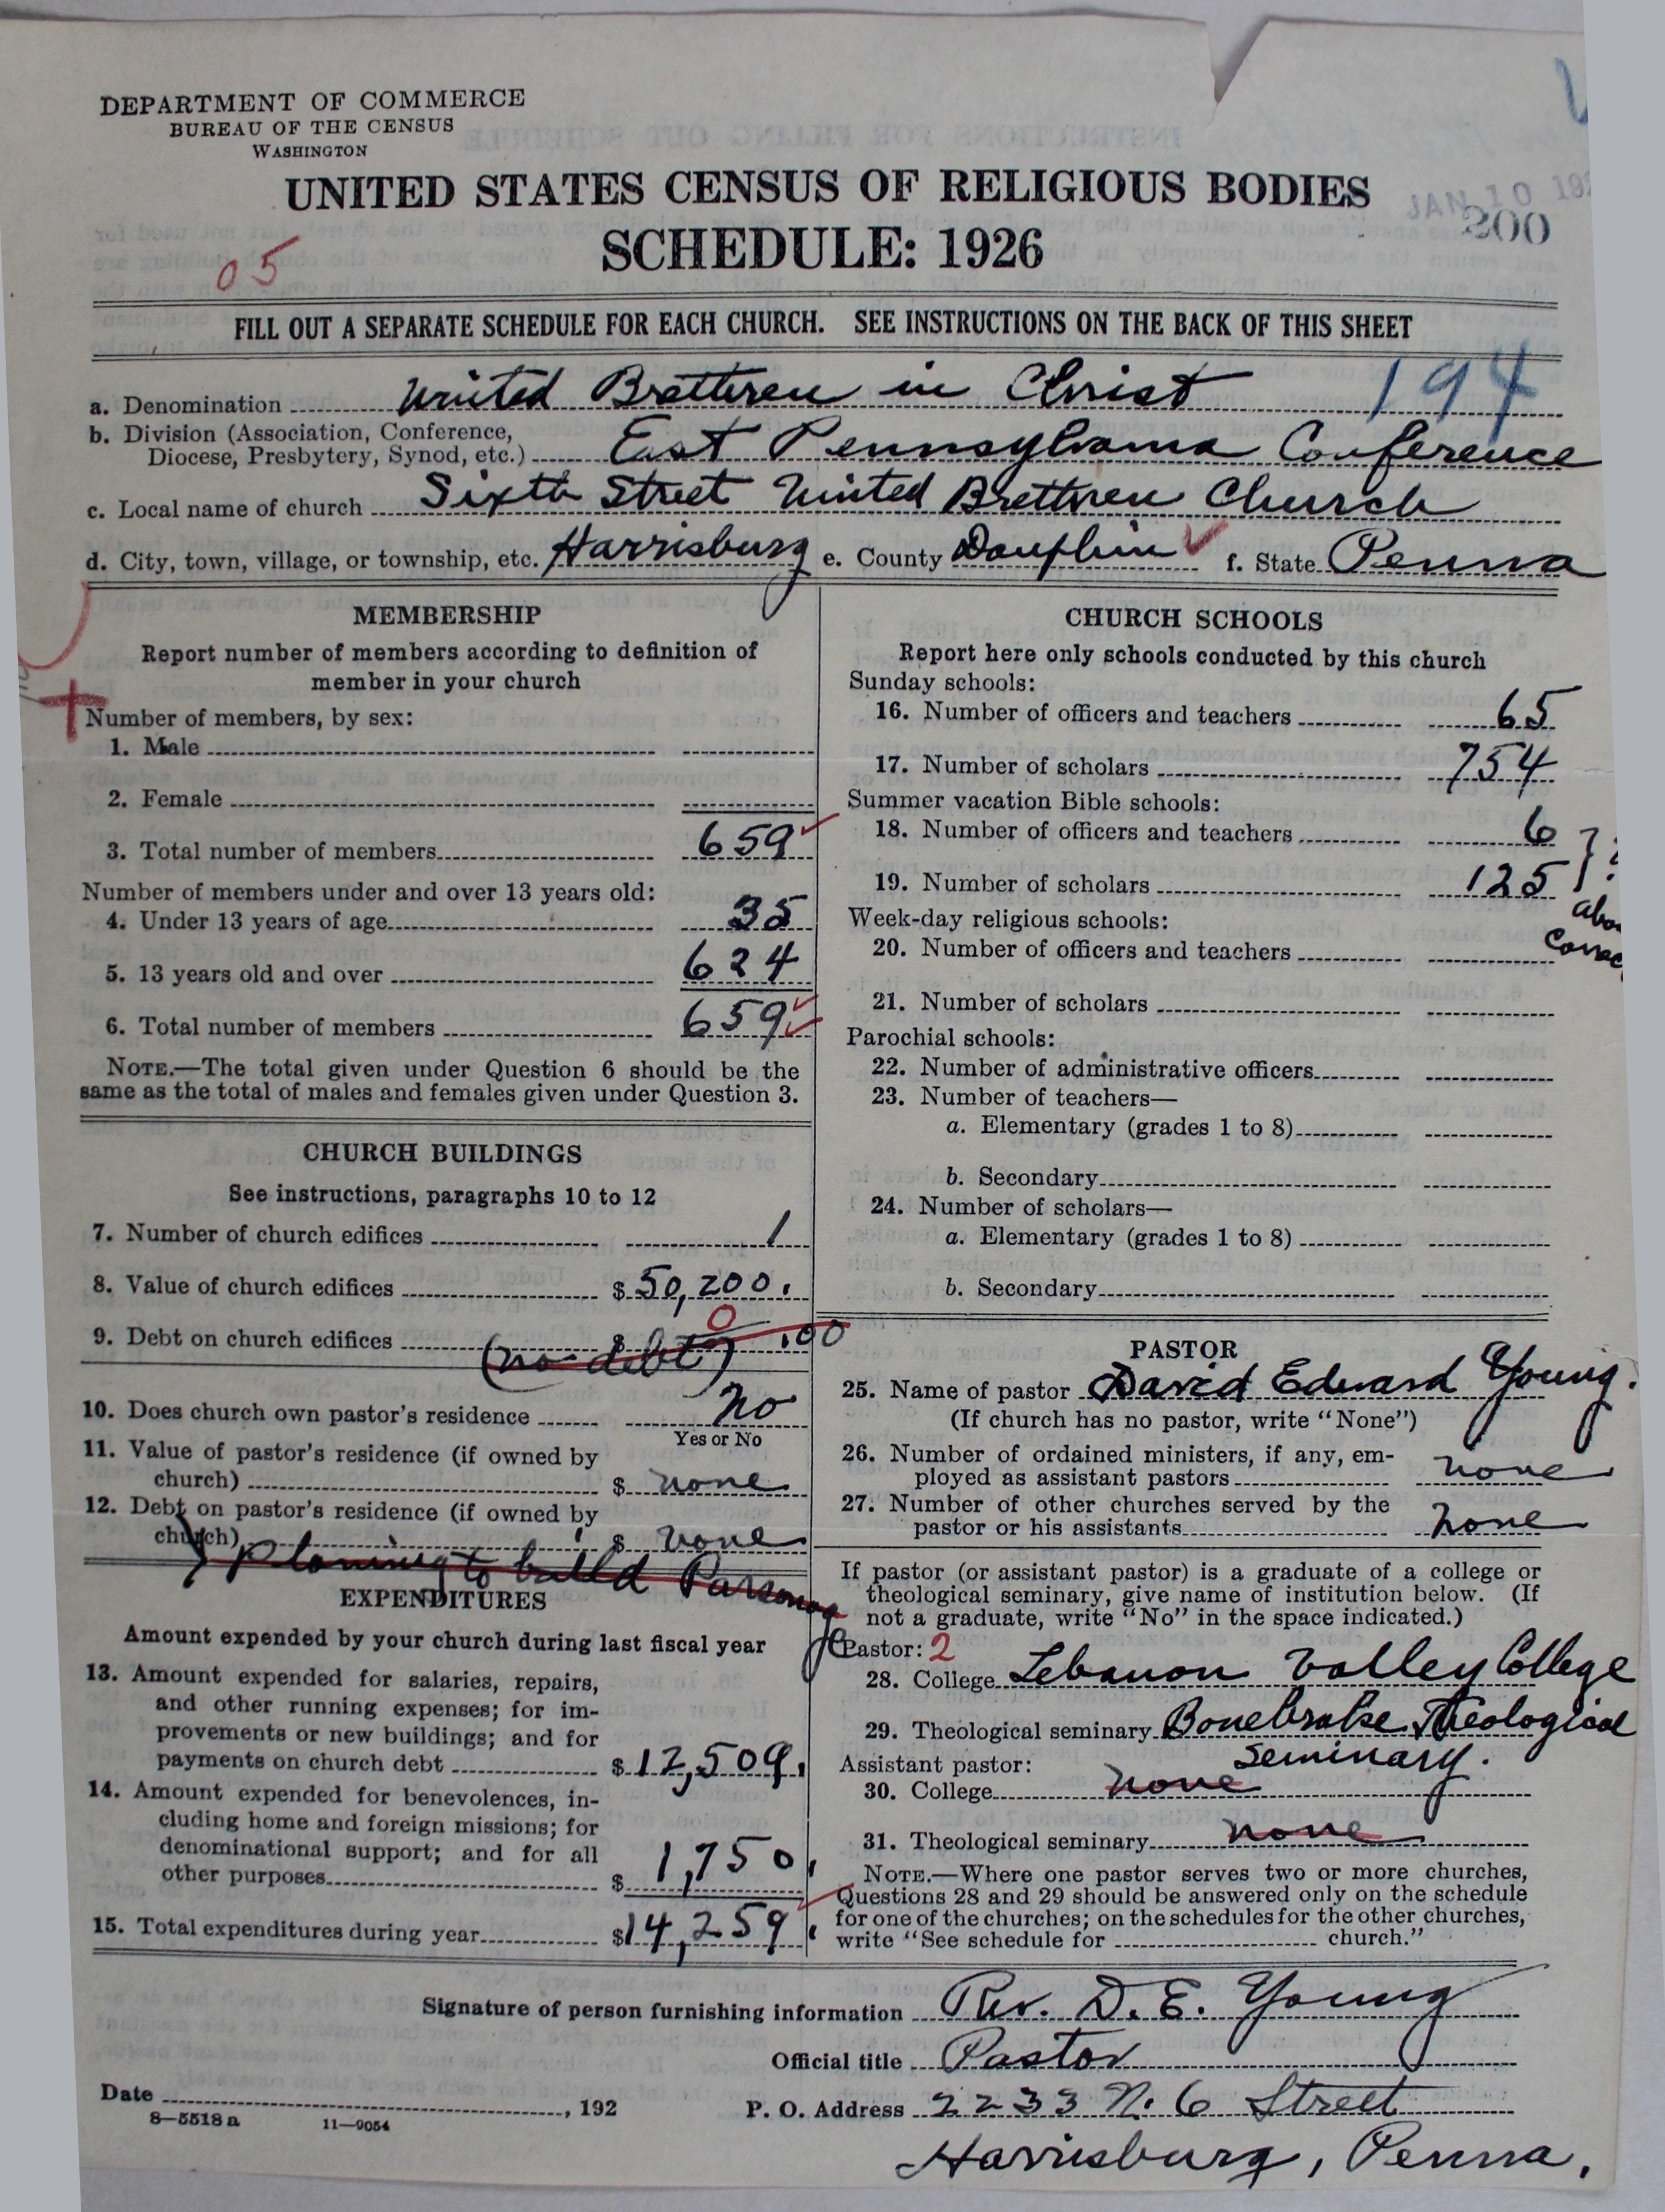 DEPARTMENT OF COMMERCE
BUREAU OF THE CENSUS
WASHINGTON
UNITED STATES CENSUS OF RELIGIOUS BODIES
JAN 10 192
SCHEDULE: 1926
200
05
FILL OUT A SEPARATE SCHEDULE FOR EACH CHURCH. SEE INSTRUCTIONS ON THE BACK OF THIS SHEET
194
a. Denomination United Brethren in Christ
b. Division (Association, Conference,
Diocese, Presbytery, Synod, etc.) East Pennsylvania Conference
c. Local name of church Sixth Street United Brethren Church
d. City, town, village, or township, etc. Harrisburg e. County Dauphin f. State Penna
MEMBERSHIP
Report number of members according to definition of
member in your church
Number of members, by sex:
1. Male
2. Female
3. Total number of members 659
Number of members under and over 13 years old:
4. Under 13 years of age 35
5. 13 years old and over 624
6. Total number of members 659
NOTE.—The total given under Question 6 should be the
same as the total of males and females given under Question 3.
CHURCH BUILDINGS
See instructions, paragraphs 10 to 12
7. Number of church edifices 1
8. Value of church edifices $ 50,200.
9. Debt on church edifices $ 0 .00
(no debt)
10. Does church own pastor's residence No
Yes or No
11. Value of pastor's residence (if owned by
church) $ none
12. Debt on pastor's residence (if owned by
church) $ none
Planing to build Parsonage
EXPENDITURES
Amount expended by your church during last fiscal year
13. Amount expended for salaries, repairs,
and other running expenses; for im-
provements or new buildings; and for
payments on church debt $ 12,509.
14. Amount expended for benevolences, in-
cluding home and foreign missions; for
denominational support; and for all
other purposes $ 1,750.
15. Total expenditures during year $14,259.
CHURCH SCHOOLS
Report here only schools conducted by this church
Sunday schools:
16. Number of officers and teachers 65
17. Number of scholars 754
Summer vacation Bible schools:
18. Number of officers and teachers 6
19. Number of scholars 125
Week-day religious schools:
20. Number of officers and teachers
21. Number of scholars
Parochial schools:
22. Number of administrative officers
23. Number of teachers—
a. Elementary (grades 1 to 8)
b. Secondary
24. Number of scholars—
a. Elementary (grades 1 to 8)
b. Secondary
PASTOR
25. Name of pastor David Edward Young.
(If church has no pastor, write "None")
26. Number of ordained ministers, if any, em-
ployed as assistant pastors none
27. Number of other churches served by the
pastor or his assistants none
If pastor (or assistant pastor) is a graduate of a college or
theological seminary, give name of institution below. (If
not a graduate, write "No" in the space indicated.)
Pastor: 2
28. College Lebanon Valley College
29. Theological seminary Bonebrake Theological
Seminary.
Assistant pastor:
30. College none
31. Theological seminary none
NOTE.—Where one pastor serves two or more churches,
Questions 28 and 29 should be answered only on the schedule
for one of the churches; on the schedules for the other churches,
write "See schedule for church."
Signature of person furnishing information Rev. D. E. Young
Official title Pastor
Date , 192
P. O. Address 2233 N. 6 Street
8—5518 a 11—9054
Harrisburg, Penna.